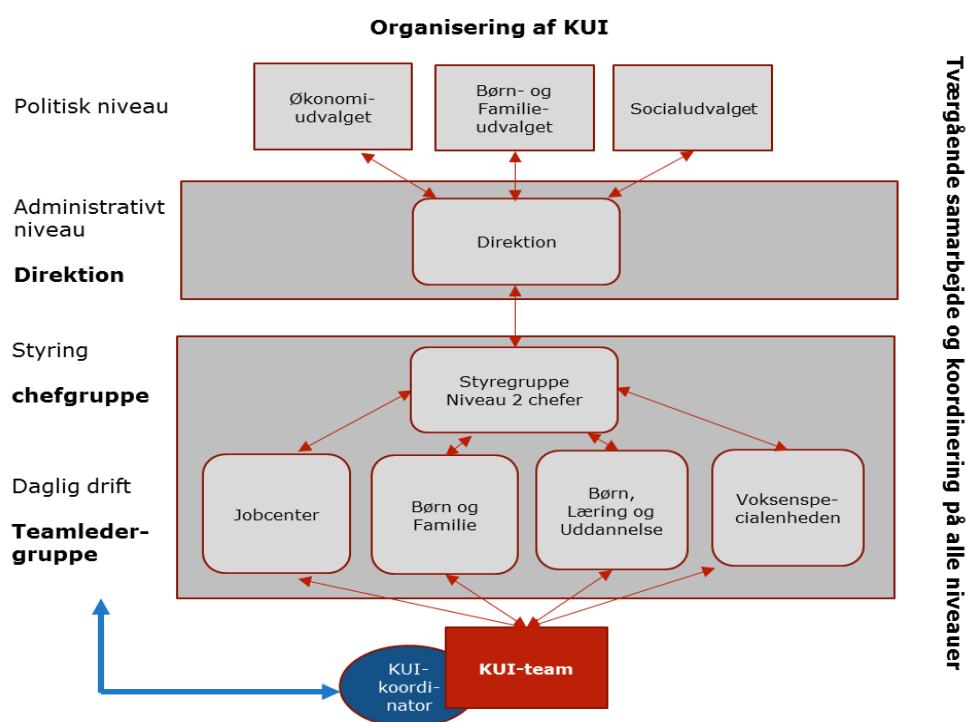 Organisering af KUI
Politisk niveau
Økonomi-
udvalget
Børn- og
Familie-
udvalget
Socialudvalget
Administrativt
niveau
Direktion
Direktion
Styring
chefgruppe
Styregruppe
Niveau 2 chefer
Daglig drift
Teamleder-
gruppe
Jobcenter
Børn og
Familie
Børn,
Læring og
Uddannelse
Voksenspe-
cialenheden
KUI-
koordi-
nator
KUI-team
Tværgående samarbejde og koordinering på alle niveauer